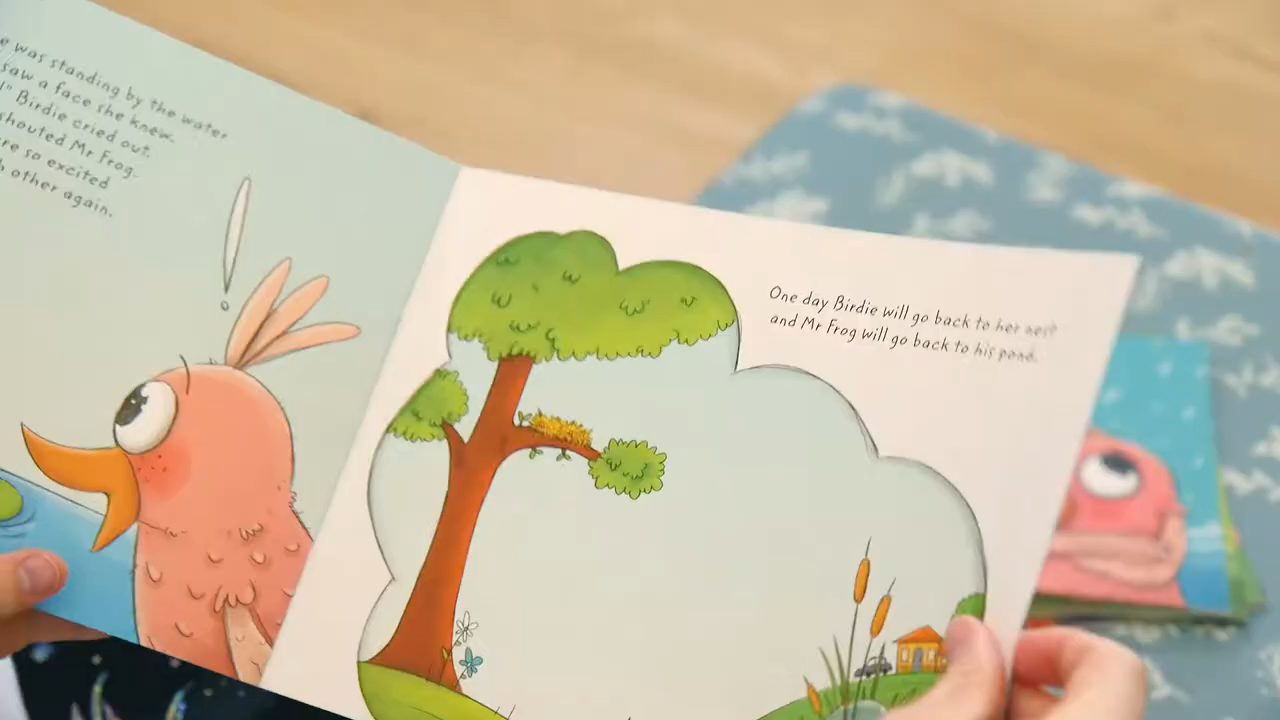 was standing by the water
saw a face she knew.
Birdie cried out.
shouted Mr Frog.
so excited
other again.
One day Birdie will go back to her nest
and Mr Frog will go back to his pond.